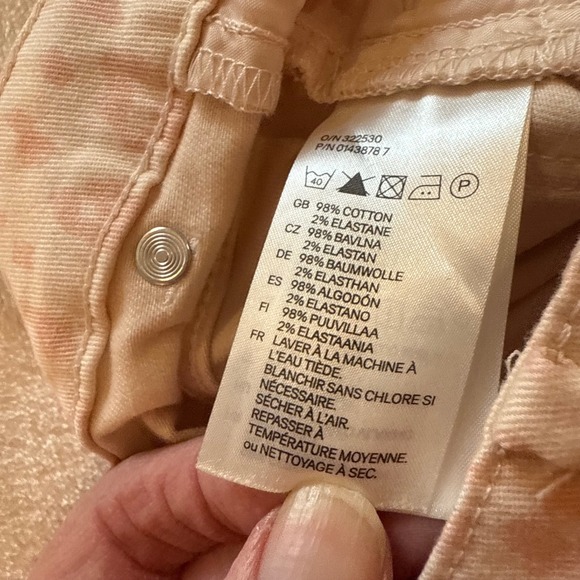 O/N 322530
P/N 0143878 7
40 P
GB 98% COTTON
2% ELASTANE
CZ 98% BAVLNA
2% ELASTAN
DE 98% BAUMWOLLE
2% ELASTHAN
ES 98% ALGODÓN
2% ELASTANO
FI 98% PUUVILLAA
2% ELASTAANIA
FR LAVER À LA MACHINE À
L'EAU TIÈDE.
BLANCHIR SANS CHLORE SI
NÉCESSAIRE.
SÉCHER À L'AIR.
REPASSER À
TEMPÉRATURE MOYENNE.
ou NETTOYAGE À SEC.